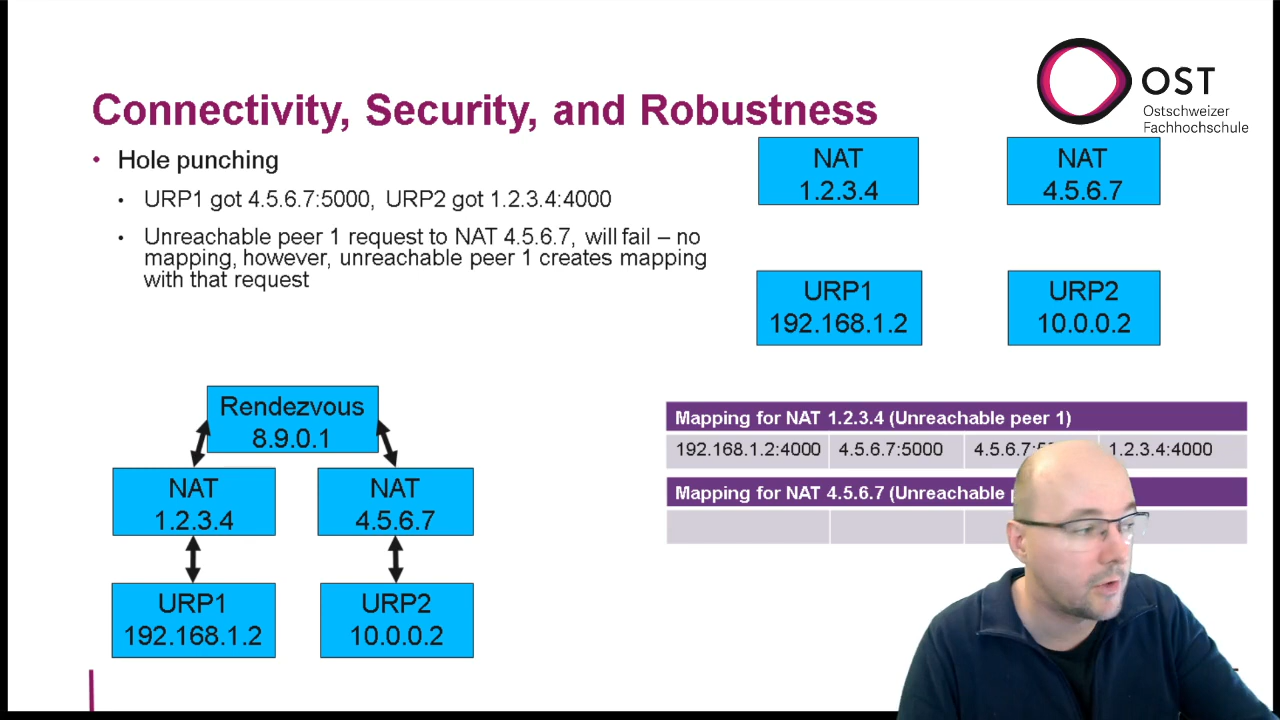 OST
Ostschweizer
Fachhochschule
Connectivity, Security, and Robustness
• Hole punching
• URP1 got 4.5.6.7:5000, URP2 got 1.2.3.4:4000
• Unreachable peer 1 request to NAT 4.5.6.7, will fail – no
mapping, however, unreachable peer 1 creates mapping
with that request
NAT
1.2.3.4
NAT
4.5.6.7
URP1
192.168.1.2
URP2
10.0.0.2
Rendezvous
8.9.0.1
NAT
1.2.3.4
NAT
4.5.6.7
URP1
192.168.1.2
URP2
10.0.0.2
Mapping for NAT 1.2.3.4 (Unreachable peer 1)
192.168.1.2:4000 4.5.6.7:5000 1.2.3.4:4000
Mapping for NAT 4.5.6.7 (Unreachable